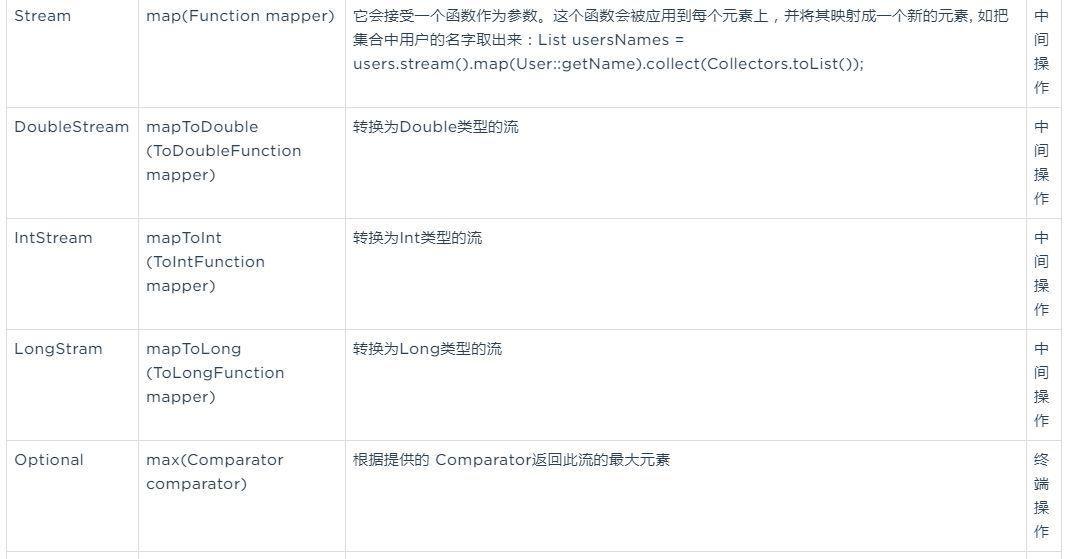 Stream
map(Function mapper)
它会接受一个函数作为参数。这个函数会被应用到每个元素上，并将其映射成一个新的元素, 如把
集合中用户的名字取出来：List usersNames =
users.stream().map(User::getName).collect(Collectors.toList());
中
间
操
作
DoubleStream
mapToDouble
(ToDoubleFunction
mapper)
转换为Double类型的流
中
间
操
作
IntStream
mapToInt
(ToIntFunction
mapper)
转换为Int类型的流
中
间
操
作
LongStram
mapToLong
(ToLongFunction
mapper)
转换为Long类型的流
中
间
操
作
Optional
max(Comparator
comparator)
根据提供的 Comparator返回此流的最大元素
终
端
操
作